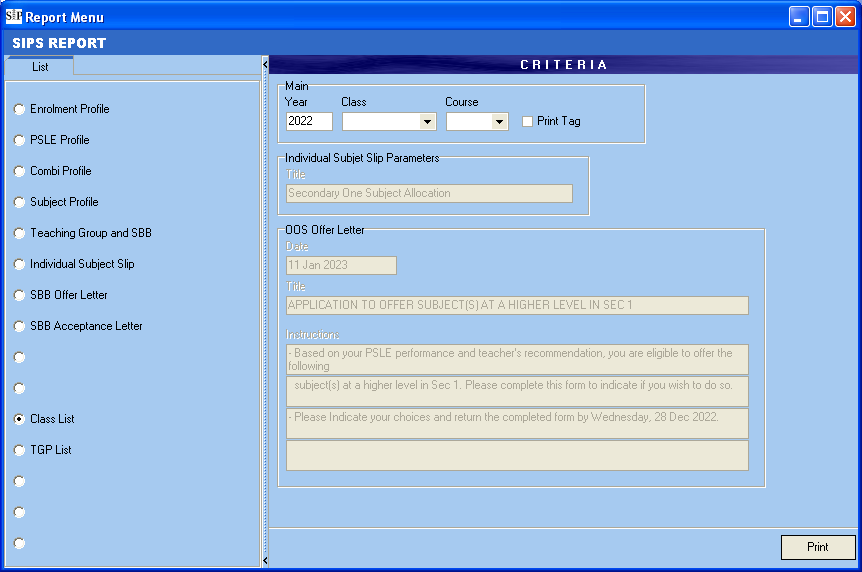 SIP Report Menu
SIPS REPORT
List
CRITERIA
Enrolment Profile
PSLE Profile
Combi Profile
Subject Profile
Teaching Group and SBB
Individual Subject Slip
SBB Offer Letter
SBB Acceptance Letter
Class List
TGP List
Main
Year Class Course
2022 Print Tag
Individual Subjet Slip Parameters
Title
Secondary One Subject Allocation
OOS Offer Letter
Date
11 Jan 2023
Title
APPLICATION TO OFFER SUBJECT(S) AT A HIGHER LEVEL IN SEC 1
Instructions
- Based on your PSLE performance and teacher's recommendation, you are eligible to offer the
following
subject(s) at a higher level in Sec 1. Please complete this form to indicate if you wish to do so.
- Please Indicate your choices and return the completed form by Wednesday, 28 Dec 2022.
Print